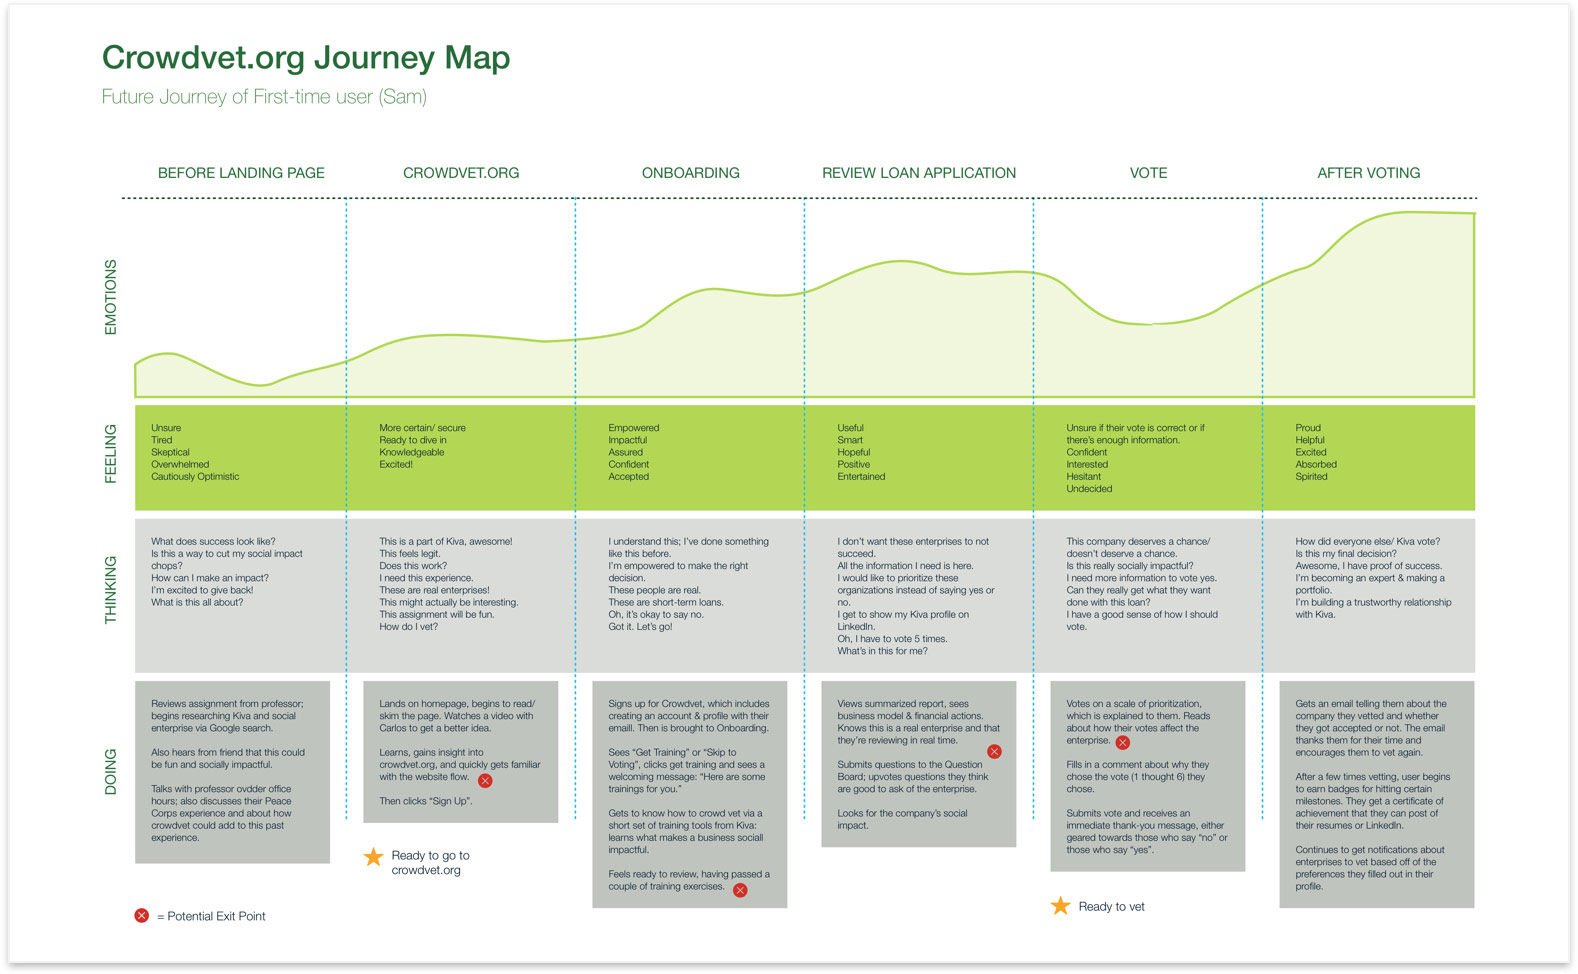 Crowdvet.org Journey Map
Future Journey of First-time user (Sam)
BEFORE LANDING PAGE
CROWDVET.ORG
ONBOARDING
REVIEW LOAN APPLICATION
VOTE
AFTER VOTING
EMOTIONS
FEELING
Unsure
Tired
Skeptical
Overwhelmed
Cautiously Optimistic
More certain/ secure
Ready to dive in
Knowledgeable
Excited!
Empowered
Impactful
Assured
Confident
Accepted
Useful
Smart
Hopeful
Positive
Entertained
Unsure if their vote is correct or if
there's enough information.
Confident
Interested
Hesitant
Undecided
Proud
Helpful
Excited
Absorbed
Spirited
THINKING
What does success look like?
Is this a way to cut my social impact
chops?
How can I make an impact?
I'm excited to give back!
What is this all about?
This is a part of Kiva, awesome!
This feels legit.
Does this work?
I need this experience.
These are real enterprises!
This might actually be interesting.
This assignment will be fun.
How do I vet?
I understand this; I've done something
like this before.
I'm empowered to make the right
decision.
These people are real.
These are short-term loans.
Oh, it's okay to say no.
Got it. Let's go!
I don't want these enterprises to not
succeed.
All the information I need is here.
I would like to prioritize these
organizations instead of saying yes or
no.
I get to show my Kiva profile on
LinkedIn.
Oh, I have to vote 5 times.
What's in this for me?
This company deserves a chance/
doesn't deserve a chance.
Is this really socially impactful?
I need more information to vote yes.
Can they really get what they want
done with this loan?
I have a good sense of how I should
vote.
How did everyone else/ Kiva vote?
Is this my final decision?
Awesome, I have proof of success.
I'm becoming an expert & making a
portfolio.
I'm building a trustworthy relationship
with Kiva.
DOING
Reviews assignment from professor;
begins researching Kiva and social
enterprise via Google search.
Also hears from friend that this could
be fun and socially impactful.
Talks with professor ovdder office
hours; also discusses their Peace
Corps experience and about how
crowdvet could add to this past
experience.
Lands on homepage, begins to read/
skim the page. Watches a video with
Carlos to get a better idea.
Learns, gains insight into
crowdvet.org, and quickly gets familiar
with the website flow.
Then clicks "Sign Up".
Ready to go to
crowdvet.org
Signs up for Crowdvet, which includes
creating an account & profile with their
emaill. Then is brought to Onboarding.
Sees "Get Training" or "Skip to
Voting", clicks get training and sees a
welcoming message: "Here are some
trainings for you."
Gets to know how to crowd vet via a
short set of training tools from Kiva:
learns what makes a business sociall
impactful.
Feels ready to review, having passed a
couple of training exercises.
Views summarized report, sees
business model & financial actions.
Knows this is a real enterprise and that
they're reviewing in real time.
Submits questions to the Question
Board; upvotes questions they think
are good to ask of the enterprise.
Looks for the company's social
impact.
Votes on a scale of prioritization,
which is explained to them. Reads
about how their votes affect the
enterprise.
Fills in a comment about why they
chose the vote (1 thought 6) they
chose.
Submits vote and receives an
immediate thank-you message, either
geared towards those who say "no" or
those who say "yes".
Ready to vet
Gets an email telling them about the
company they vetted and whether
they got accepted or not. The email
thanks them for their time and
encourages them to vet again.
After a few times vetting, user begins
to earn badges for hitting certain
milestones. They get a certificate of
achievement that they can post of
their resumes or LinkedIn.
Continues to get notifications about
enterprises to vet based off of the
preferences they filled out in their
profile.
= Potential Exit Point